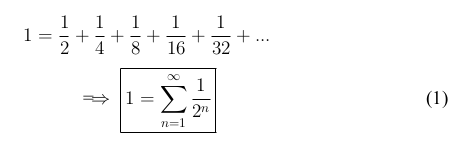 1 = 1/2 + 1/4 + 1/8 + 1/16 + 1/32 + ...
⟹ 1 = ∑_{n=1}^{∞} 1/2^n (1)